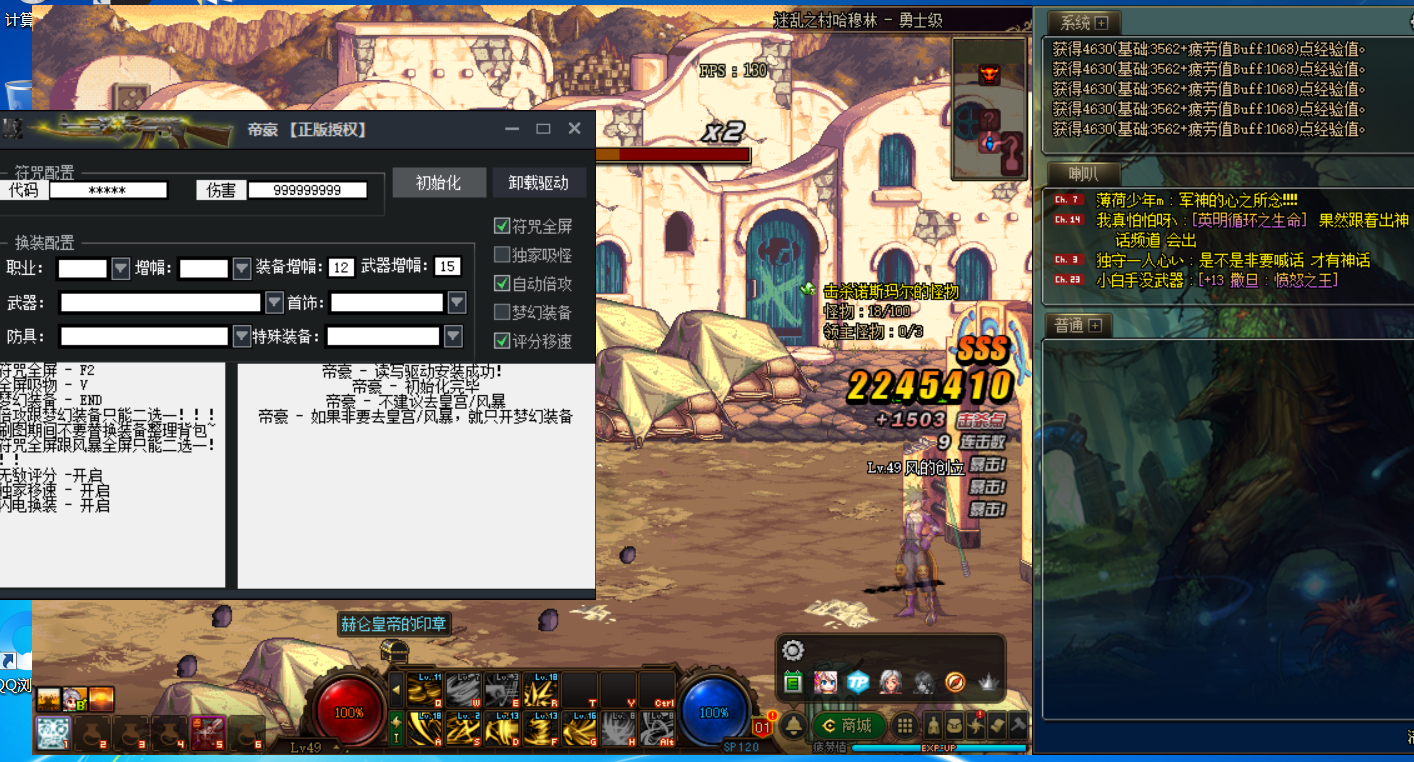 计算
迷乱之村哈穆林 - 勇士级
FPS : 130
x2
帝豪 【正版授权】
符咒配置
代码
*****
伤害
999999999
初始化
卸载驱动
换装配置
职业:
增幅:
装备增幅:
12
武器增幅:
15
武器:
首饰:
防具:
特殊装备:
符咒全屏
独家吸怪
自动倍攻
梦幻装备
评分移速
符咒全屏 - F2
全屏吸物 - V
梦幻装备 - END
倍攻跟梦幻装备只能二选一！！！
刷图期间不要替换装备整理背包~
符咒全屏跟风暴全屏只能二选一！
！！
无敌评分 -开启
独家移速 - 开启
闪电换装 - 开启
帝豪 - 读写驱动安装成功!
帝豪 - 初始化完毕
帝豪 - 不建议去皇宫/风暴
帝豪 - 如果非要去皇宫/风暴，就只开梦幻装备
击杀诺斯玛尔的怪物
怪物 : 18/100
领主怪物 : 0/3
SSS
2245410
+1503 击杀点
9 连击数
暴击!
暴击!
暴击!
Lv.49 风的创立
赫仑皇帝的印章
系统
获得4630(基础:3562+疲劳值Buff:1068)点经验值。
获得4630(基础:3562+疲劳值Buff:1068)点经验值。
获得4630(基础:3562+疲劳值Buff:1068)点经验值。
获得4630(基础:3562+疲劳值Buff:1068)点经验值。
获得4630(基础:3562+疲劳值Buff:1068)点经验值。
喇叭
Ch. 7 薄荷少年m : 军神的心之所念!!!!
Ch. 14 我真怕怕呀、: [英明循环之生命] 果然跟着出神
话频道 会出
Ch. 3 独守一人心い : 是不是非要喊话 才有神话
Ch. 23 小白手没武器 : [+13 撒旦 : 愤怒之王]
普通
QQ浏
100%
100%
Lv49
SP 120
TP
01
商城
疲劳值
EXP-UP